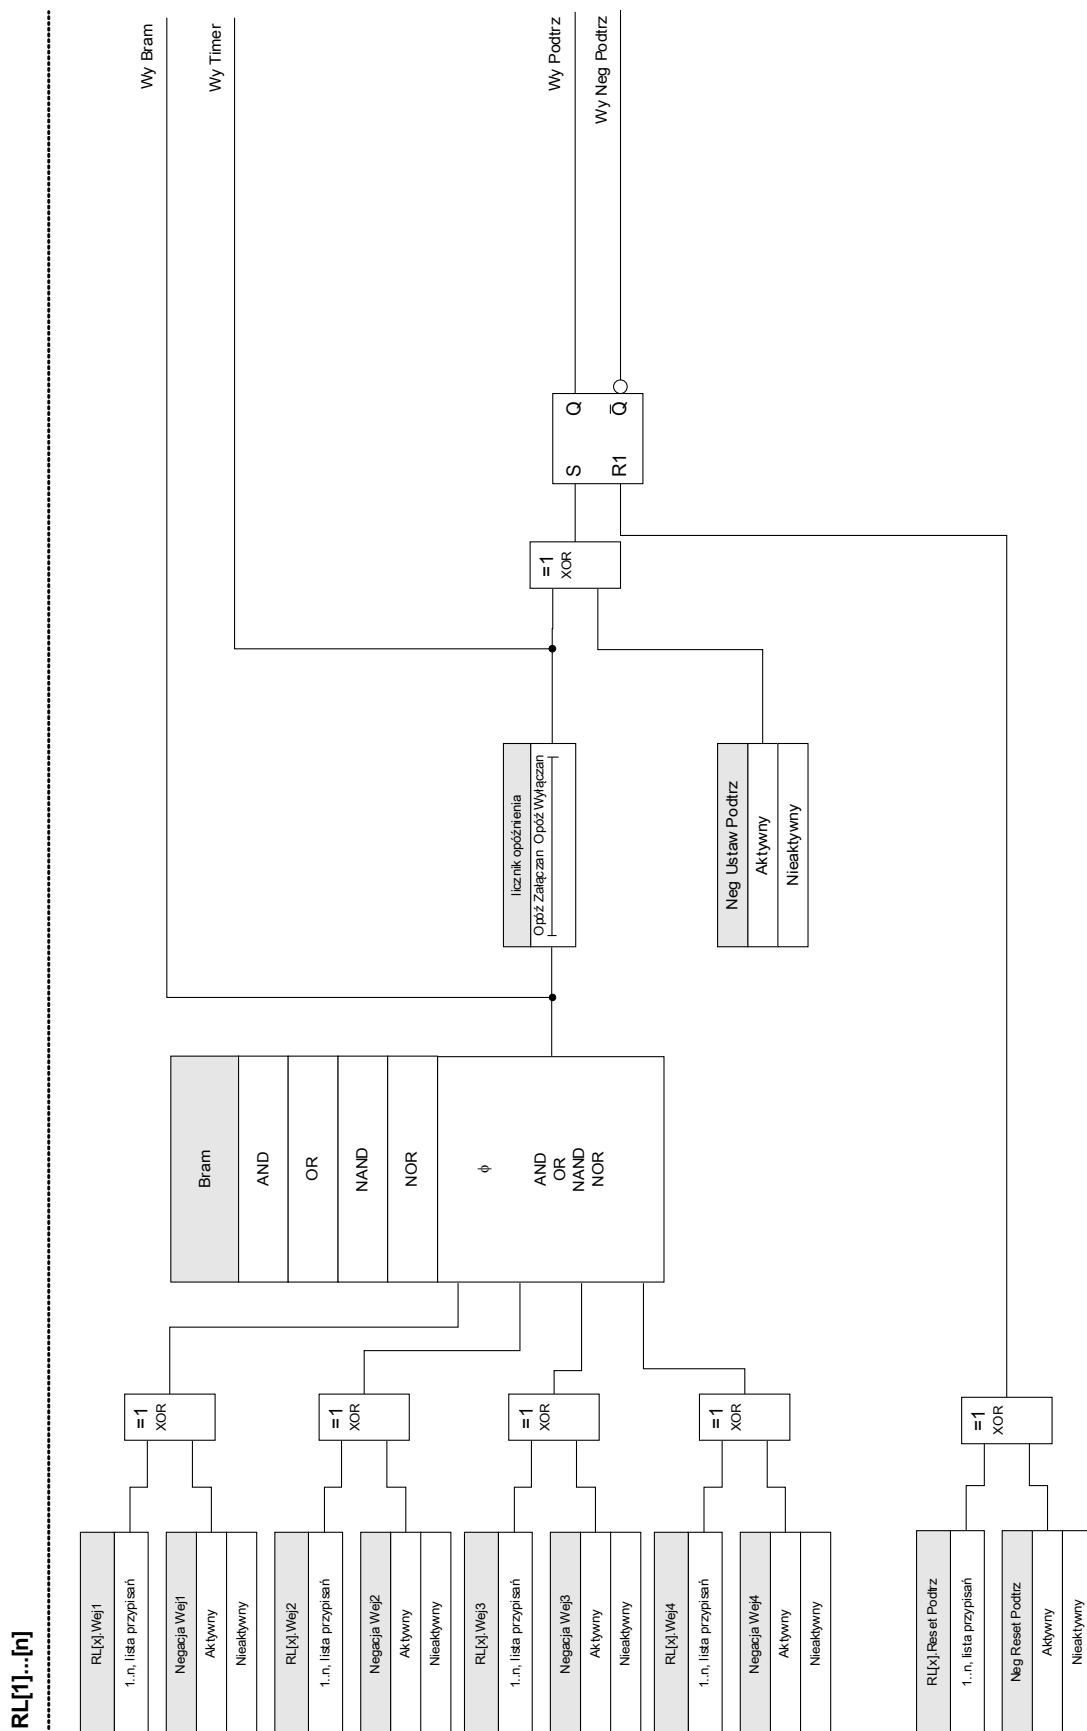 RL[1]...[n]
RL[x].Wej1
1..n, lista przypisań
Negacja Wej1
Aktywny
Nieaktywny
RL[x].Wej2
1..n, lista przypisań
Negacja Wej2
Aktywny
Nieaktywny
RL[x].Wej3
1..n, lista przypisań
Negacja Wej3
Aktywny
Nieaktywny
RL[x].Wej4
1..n, lista przypisań
Negacja Wej4
Aktywny
Nieaktywny
RL[x].Reset Podtrz
1..n, lista przypisań
Neg Reset Podtrz
Aktywny
Nieaktywny
=1
XOR
=1
XOR
=1
XOR
=1
XOR
=1
XOR
Bram
AND
OR
NAND
NOR
ϕ
AND
OR
NAND
NOR
licznik opóźnienia
Opóź Załączan Opóź Wyłączan
Neg Ustaw Podtrz
Aktywny
Nieaktywny
=1
XOR
S Q
R1 Q̅
Wy Bram
Wy Timer
Wy Podtrz
Wy Neg Podtrz